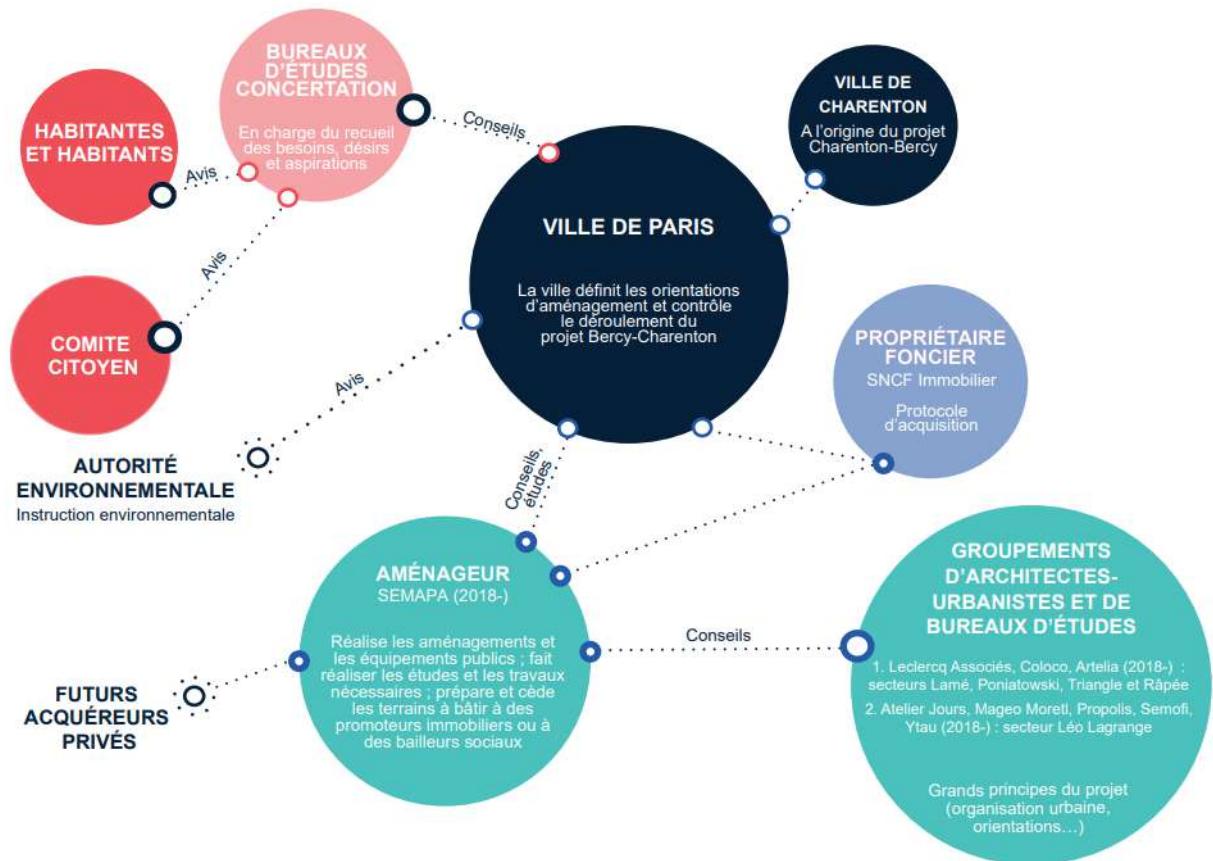 BUREAUX
D'ÉTUDES
CONCERTATION
En charge du recueil
des besoins, désirs
et aspirations
HABITANTES
ET HABITANTS
Avis
Conseils
VILLE DE
CHARENTON
A l'origine du projet
Charenton-Bercy
VILLE DE PARIS
La ville définit les orientations
d'aménagement et contrôle
le déroulement du
projet Bercy-Charenton
Avis
COMITE
CITOYEN
PROPRIÉTAIRE
FONCIER
SNCF Immobilier
Protocole
d'acquisition
Avis
AUTORITÉ
ENVIRONNEMENTALE
Instruction environnementale
Conseils,
études
AMÉNAGEUR
SEMAPA (2018-)
Réalise les aménagements et
les équipements publics ; fait
réaliser les études et les travaux
nécessaires ; prépare et cède
les terrains à bâtir à des
promoteurs immobiliers ou à
des bailleurs sociaux
Conseils
GROUPEMENTS
D'ARCHITECTES-
URBANISTES ET DE
BUREAUX D'ÉTUDES
1. Leclercq Associés, Coloco, Artelia (2018-) :
secteurs Lamé, Poniatowski, Triangle et Râpée
2. Atelier Jours, Mageo Moretl, Propolis, Semofi,
Ytau (2018-) : secteur Léo Lagrange
Grands principes du projet
(organisation urbaine,
orientations…)
FUTURS
ACQUÉREURS
PRIVÉS